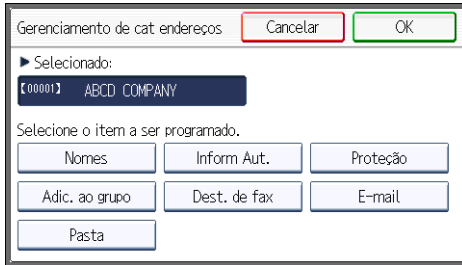 Gerenciamento de cat endereços Cancelar OK
▶ Selecionado:
【00001】 ABCD COMPANY
Selecione o item a ser programado.
Nomes Inform Aut. Proteção
Adic. ao grupo Dest. de fax E-mail
Pasta